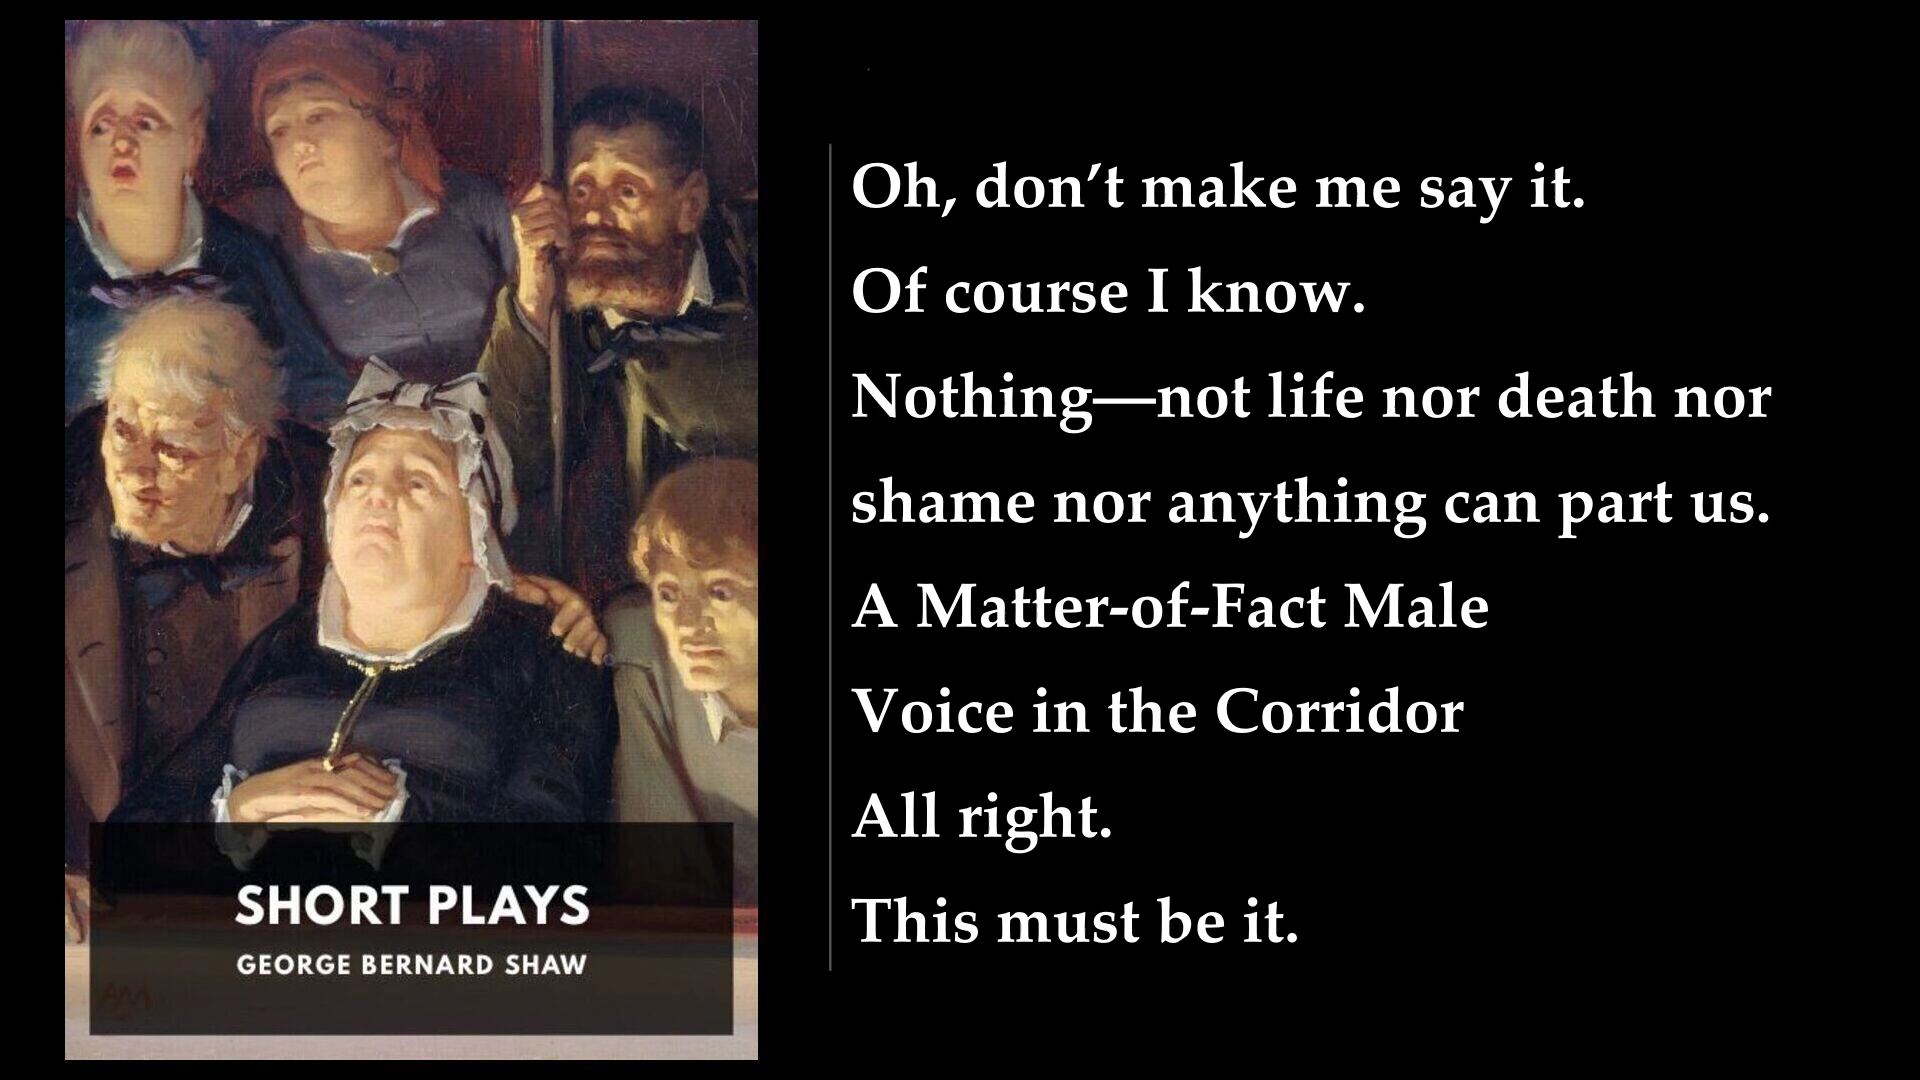 Oh, don’t make me say it.
Of course I know.
Nothing—not life nor death nor
shame nor anything can part us.
A Matter-of-Fact Male
Voice in the Corridor
All right.
This must be it.
SHORT PLAYS
GEORGE BERNARD SHAW